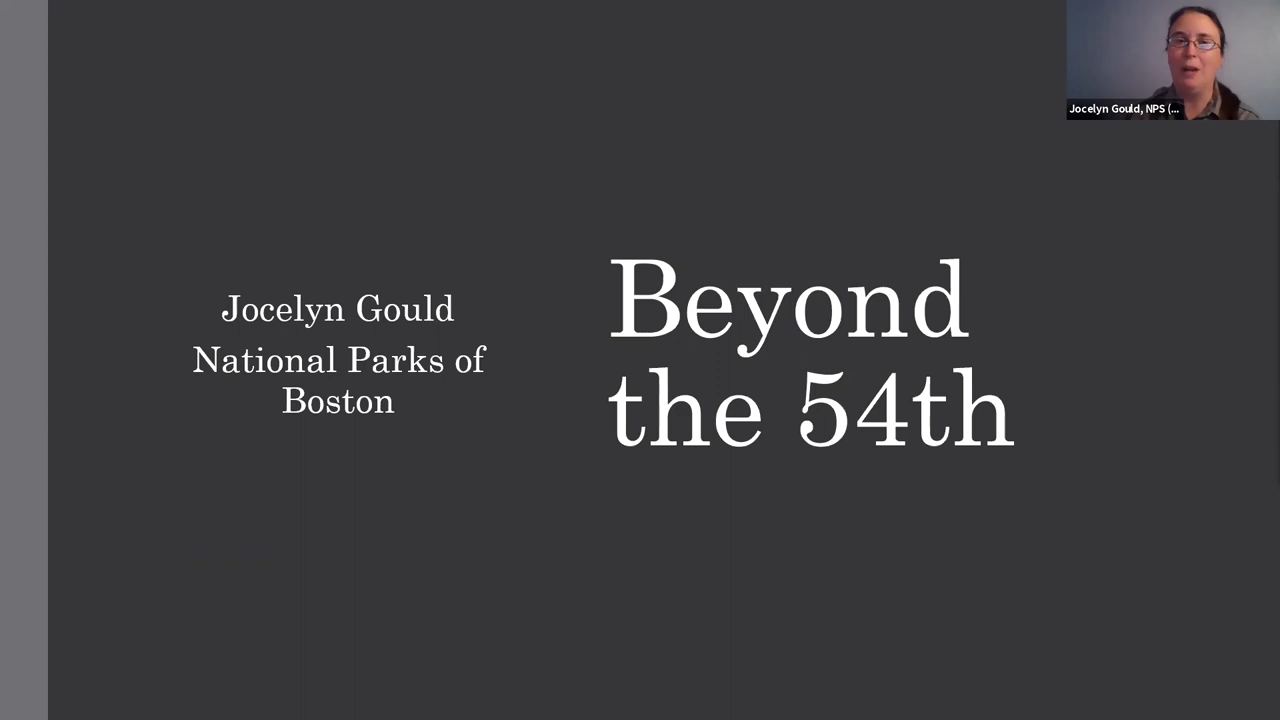 Jocelyn Gould, NPS (...
Jocelyn Gould
National Parks of
Boston
Beyond
the 54th